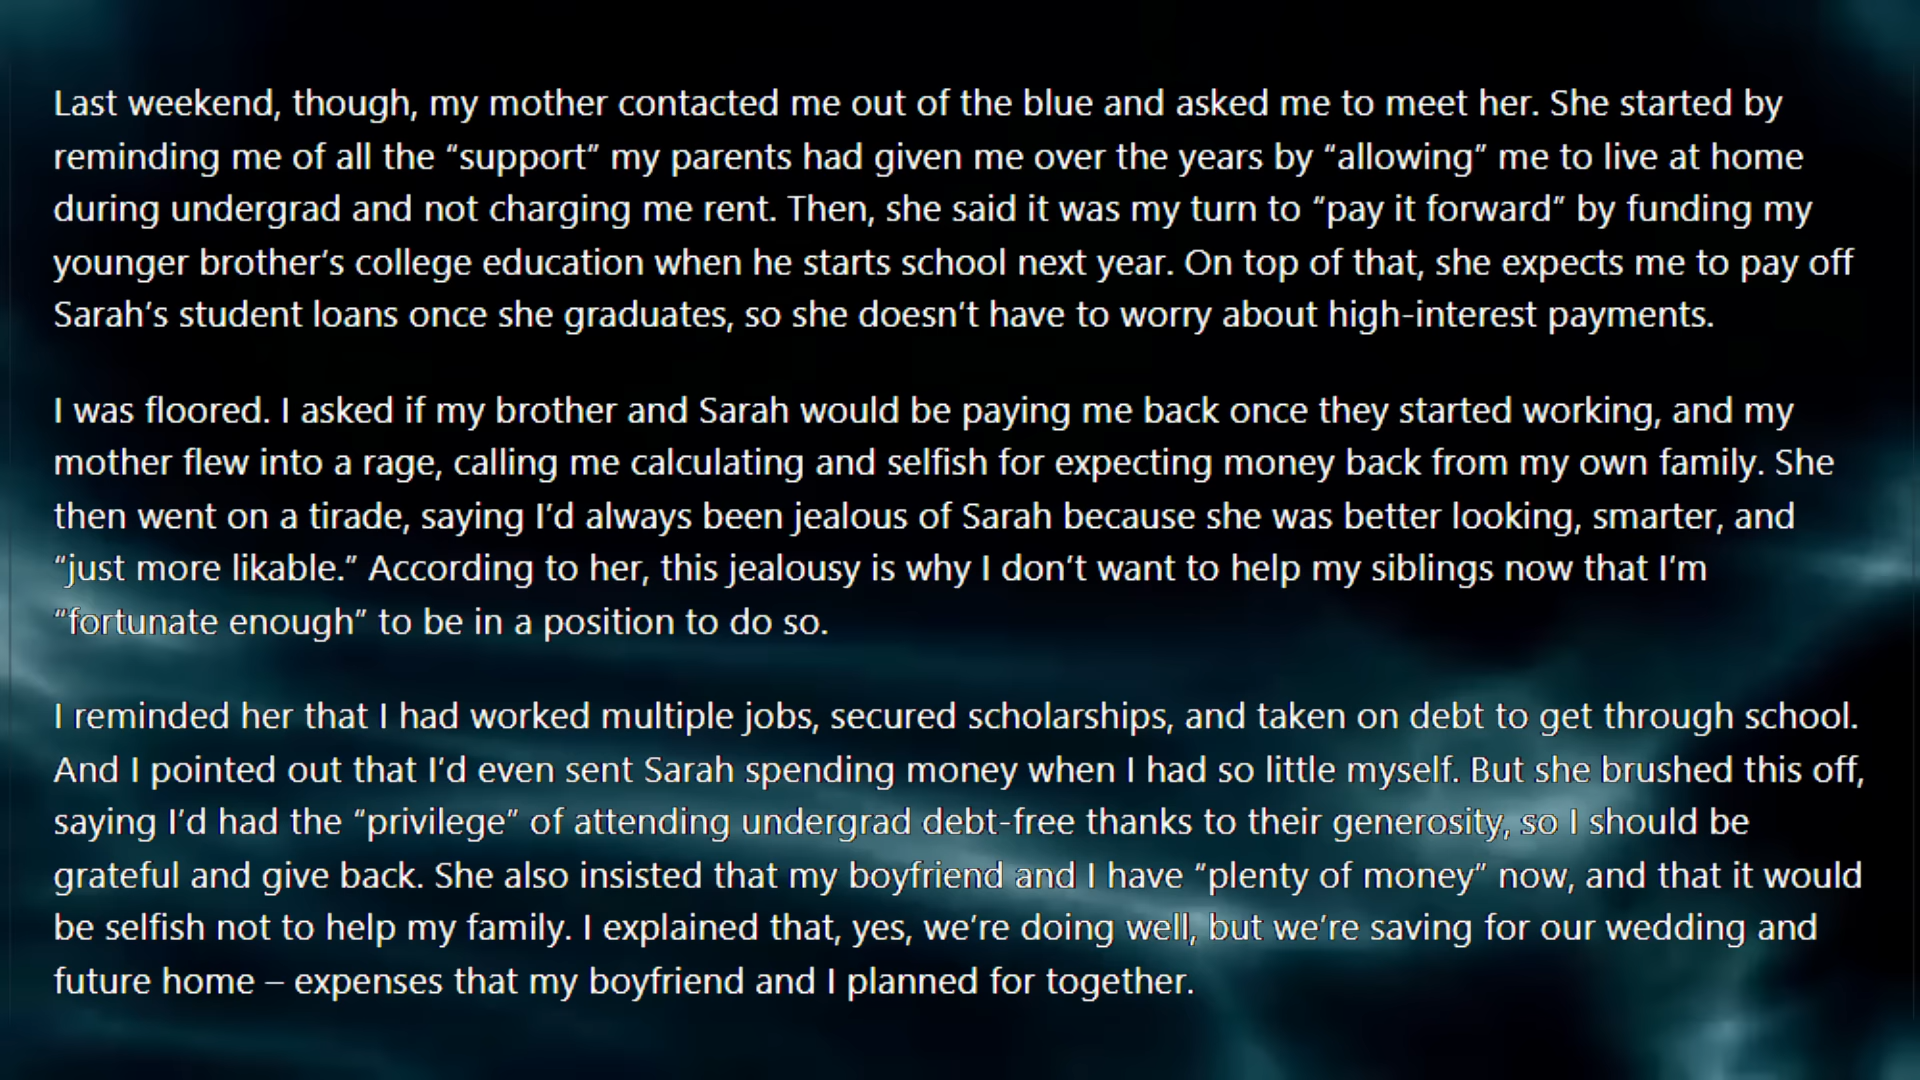 Last weekend, though, my mother contacted me out of the blue and asked me to meet her. She started by
reminding me of all the “support” my parents had given me over the years by “allowing” me to live at home
during undergrad and not charging me rent. Then, she said it was my turn to “pay it forward” by funding my
younger brother’s college education when he starts school next year. On top of that, she expects me to pay off
Sarah’s student loans once she graduates, so she doesn’t have to worry about high-interest payments.
I was floored. I asked if my brother and Sarah would be paying me back once they started working, and my
mother flew into a rage, calling me calculating and selfish for expecting money back from my own family. She
then went on a tirade, saying I’d always been jealous of Sarah because she was better looking, smarter, and
“just more likable.” According to her, this jealousy is why I don’t want to help my siblings now that I’m
“fortunate enough” to be in a position to do so.
I reminded her that I had worked multiple jobs, secured scholarships, and taken on debt to get through school.
And I pointed out that I’d even sent Sarah spending money when I had so little myself. But she brushed this off,
saying I’d had the “privilege” of attending undergrad debt-free thanks to their generosity, so I should be
grateful and give back. She also insisted that my boyfriend and I have “plenty of money” now, and that it would
be selfish not to help my family. I explained that, yes, we’re doing well, but we’re saving for our wedding and
future home – expenses that my boyfriend and I planned for together.